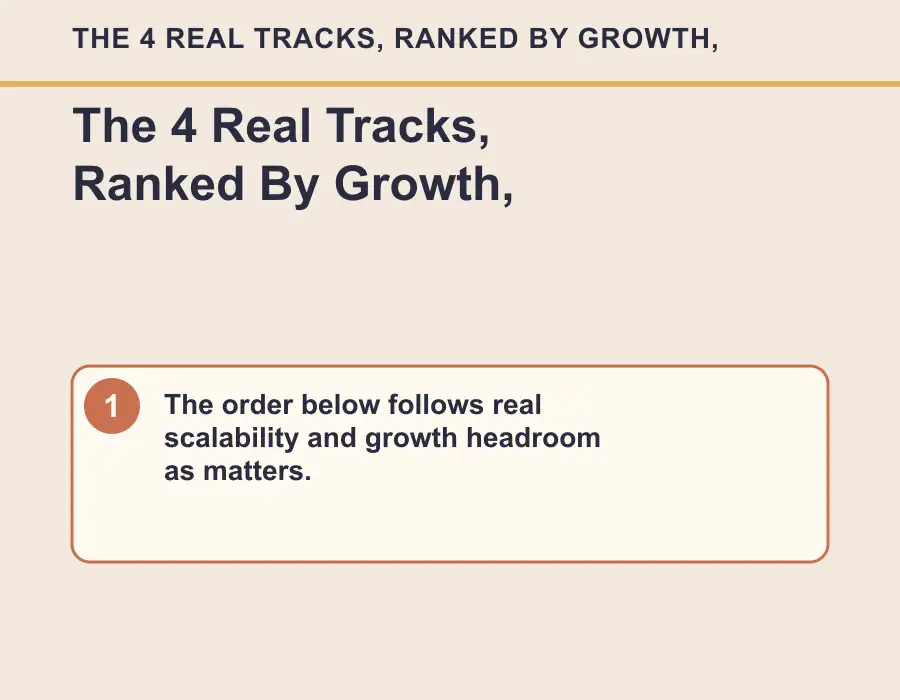 THE 4 REAL TRACKS, RANKED BY GROWTH,
The 4 Real Tracks,
Ranked By Growth,
1
The order below follows real
scalability and growth headroom
as matters.